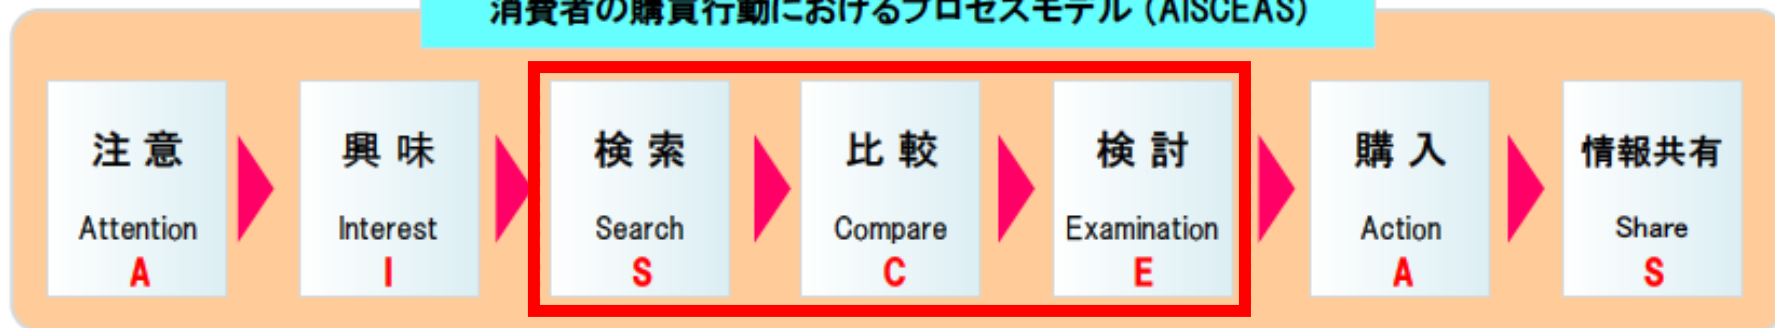 消費者の購買行動におけるプロセスモデル（AISCEAS）
注意
Attention
A
興味
Interest
I
検索
Search
S
比較
Compare
C
検討
Examination
E
購入
Action
A
情報共有
Share
S